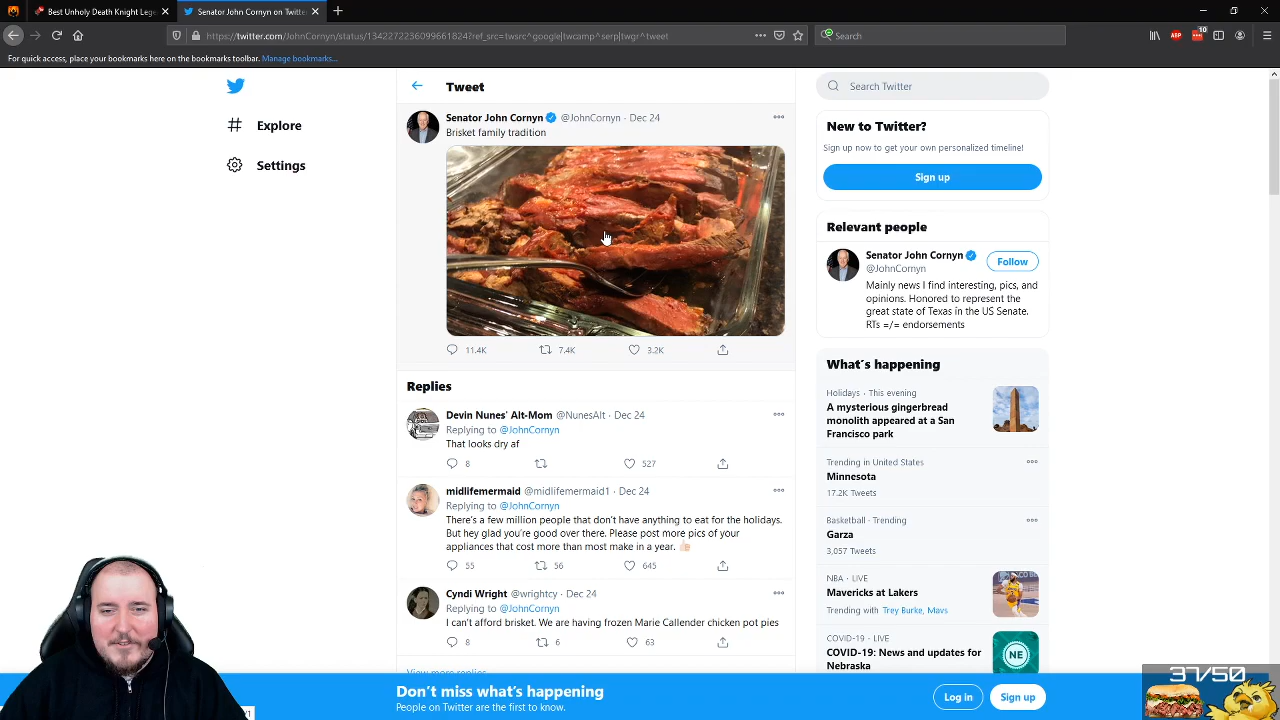 Best Unholy Death Knight Lege
Senator John Cornyn on Twitter
https://twitter.com/JohnCornyn/status/1342272236099661824?ref_src=twsrc^google|twcamp^serp|twgr^tweet
Search
10
For quick access, place your bookmarks here on the bookmarks toolbar. Manage bookmarks...
Explore
Settings
Tweet
Senator John Cornyn @JohnCornyn · Dec 24
Brisket family tradition
11.4K 7.4K 3.2K
Replies
Devin Nunes' Alt-Mom @NunesAlt · Dec 24
Replying to @JohnCornyn
That looks dry af
8 527
midlifemermaid @midlifemermaid1 · Dec 24
Replying to @JohnCornyn
There's a few million people that don't have anything to eat for the holidays.
But hey glad you're good over there. Please post more pics of your
appliances that cost more than most make in a year.
55 56 645
Cyndi Wright @wrightcy · Dec 24
Replying to @JohnCornyn
I can't afford brisket. We are having frozen Marie Callender chicken pot pies
8 6 63
View more replies
Search Twitter
New to Twitter?
Sign up now to get your own personalized timeline!
Sign up
Relevant people
Senator John Cornyn
@JohnCornyn
Follow
Mainly news I find interesting, pics, and
opinions. Honored to represent the
great state of Texas in the US Senate.
RTs =/= endorsements
What's happening
Holidays · This evening
A mysterious gingerbread
monolith appeared at a San
Francisco park
Trending in United States
Minnesota
17.2K Tweets
Basketball · Trending
Garza
3,057 Tweets
NBA · LIVE
Mavericks at Lakers
Trending with Trey Burke, Mavs
COVID-19 · LIVE
COVID-19: News and updates for
Nebraska
NE
Don't miss what's happening
People on Twitter are the first to know.
Log in
Sign up
37/50